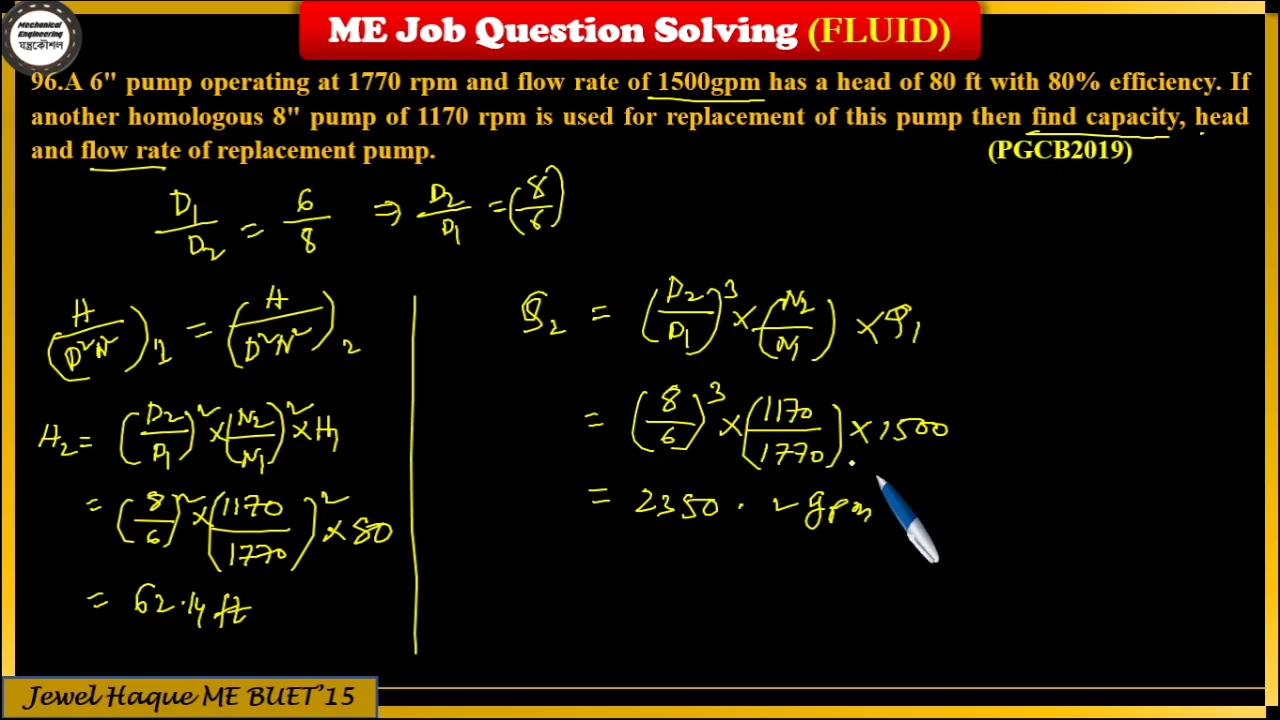 Mechanical
Engineering
যন্ত্রকৌশল
ME Job Question Solving (FLUID)
96.A 6" pump operating at 1770 rpm and flow rate of 1500gpm has a head of 80 ft with 80% efficiency. If
another homologous 8" pump of 1170 rpm is used for replacement of this pump then find capacity, head
and flow rate of replacement pump. (PGCB2019)
D₁/D₂ = 6/8 ⇒ D₂/D₁ = (8/6)
(H/D²N²)₁ = (H/D²N²)₂
H₂ = (D₂/D₁)² × (N₂/N₁)² × H₁
= (8/6)² × (1170/1770)² × 80
= 62.14 ft
Q₂ = (D₂/D₁)³ × (N₂/N₁) × Q₁
= (8/6)³ × (1170/1770) × 1500
= 2350.2 gpm
Jewel Haque ME BUET'15